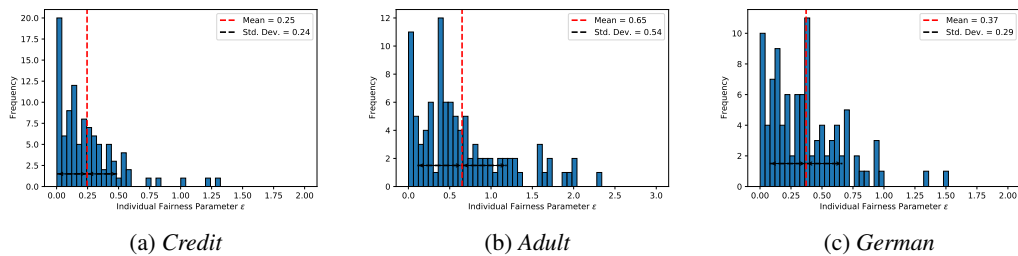 Mean = 0.25
Std. Dev. = 0.24
20.0
17.5
15.0
12.5
10.0
7.5
5.0
2.5
0.0
Frequency
0.00 0.25 0.50 0.75 1.00 1.25 1.50 1.75 2.00
Individual Fairness Parameter ε
(a) Credit
Mean = 0.65
Std. Dev. = 0.54
12
10
8
6
4
2
0
Frequency
0.0 0.5 1.0 1.5 2.0 2.5 3.0
Individual Fairness Parameter ε
(b) Adult
Mean = 0.37
Std. Dev. = 0.29
10
8
6
4
2
0
Frequency
0.00 0.25 0.50 0.75 1.00 1.25 1.50 1.75 2.00
Individual Fairness Parameter ε
(c) German